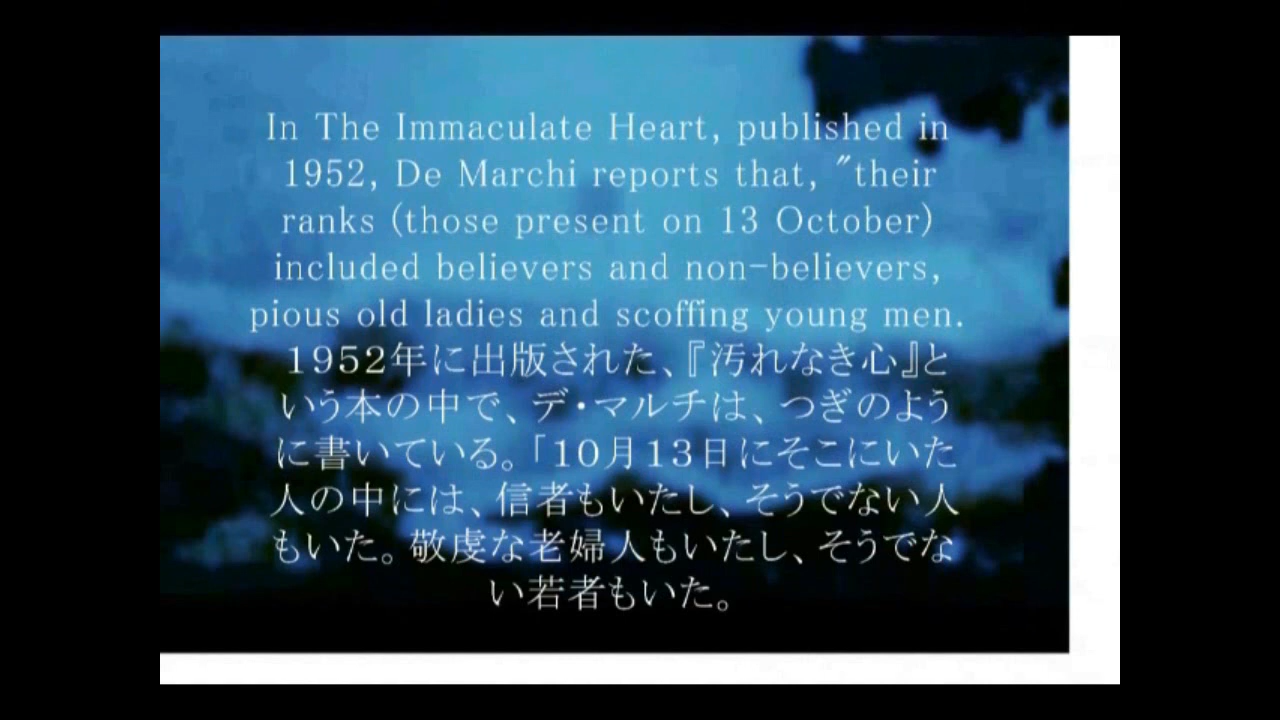 In The Immaculate Heart, published in
1952, De Marchi reports that, "their
ranks (those present on 13 October)
included believers and non-believers,
pious old ladies and scoffing young men.
１９５２年に出版された、『汚れなき心』と
いう本の中で、デ・マルチは、つぎのよう
に書いている。「１０月１３日にそこにいた
人の中には、信者もいたし、そうでない人
もいた。敬虔な老婦人もいたし、そうでな
い若者もいた。